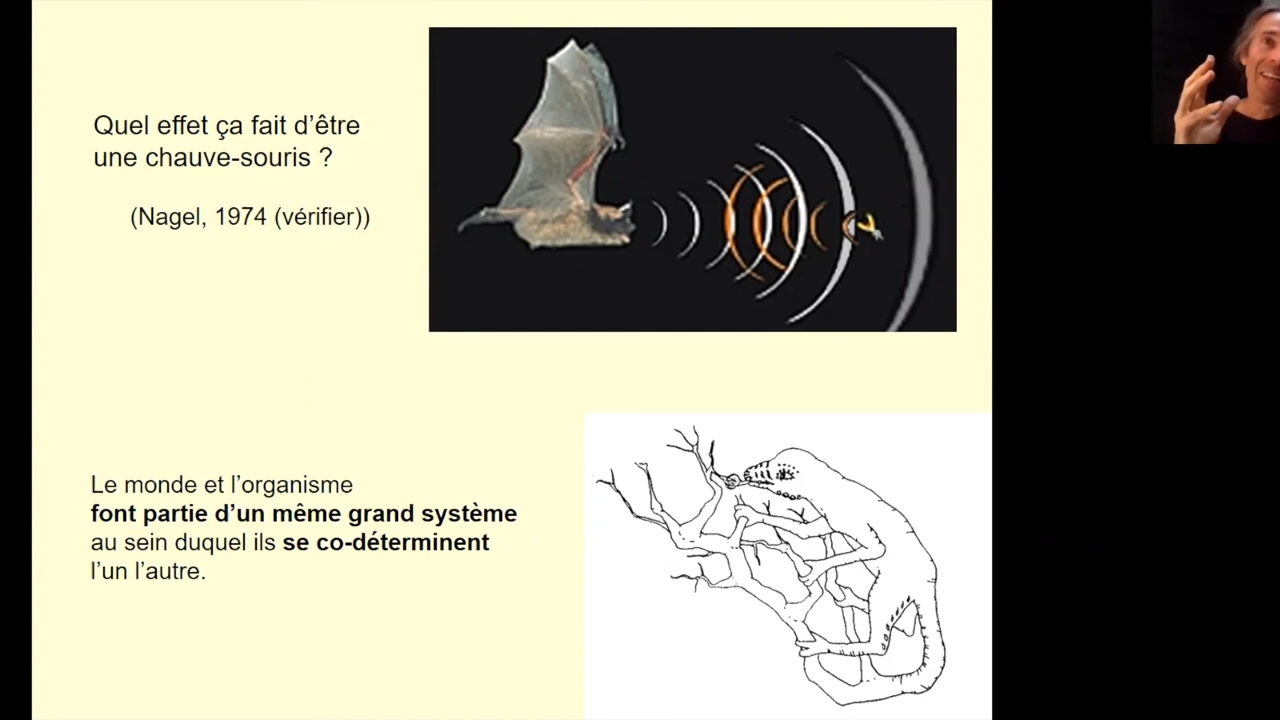 Quel effet ça fait d’être
une chauve-souris ?
(Nagel, 1974 (vérifier))
Le monde et l’organisme
font partie d’un même grand système
au sein duquel ils se co-déterminent
l’un l’autre.